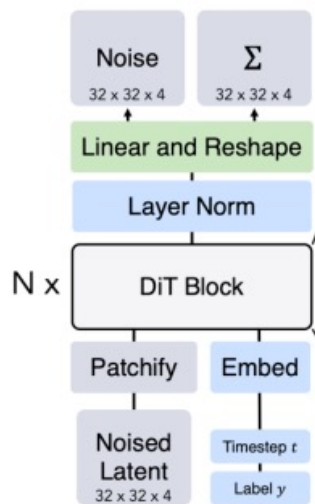 Noise
32 x 32 x 4
Σ
32 x 32 x 4
Linear and Reshape
Layer Norm
N x
DiT Block
Patchify
Embed
Noised
Latent
32 x 32 x 4
Timestep t
Label y